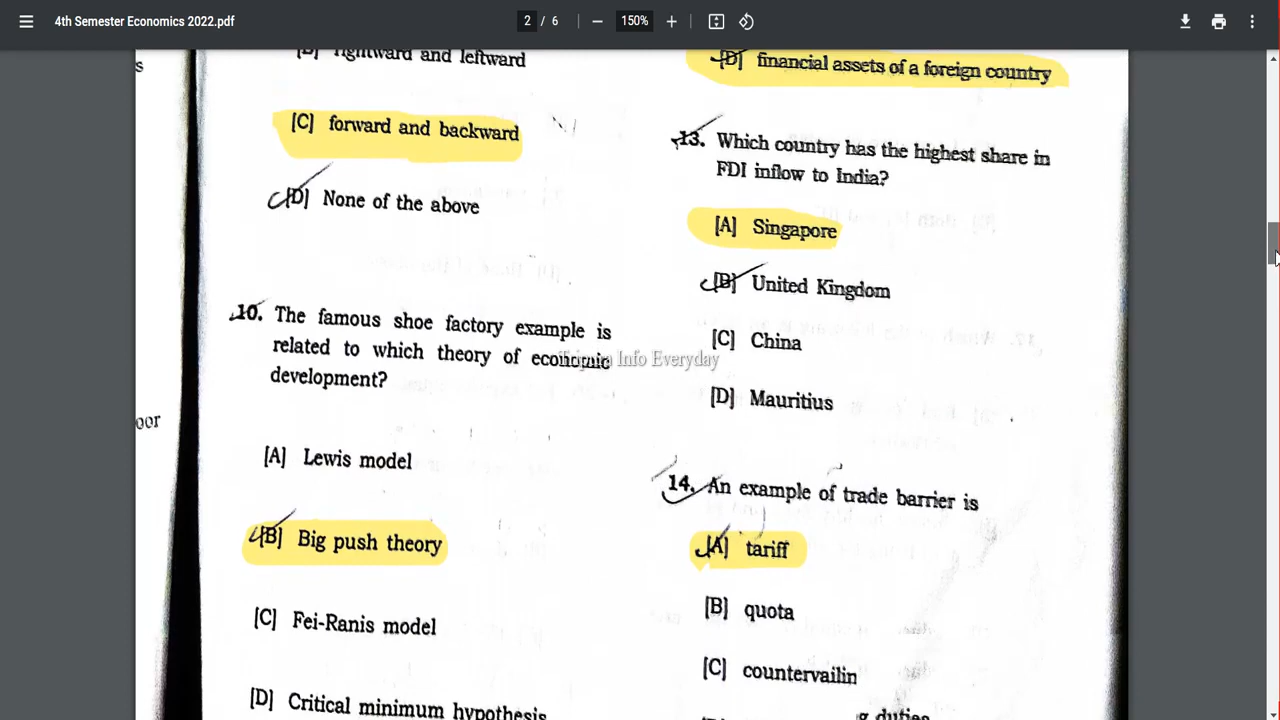 4th Semester Economics 2022.pdf
2 / 6
150%
s
rightward and leftward
[C] forward and backward
[D] None of the above
10. The famous shoe factory example is
related to which theory of economic
development?
oor
[A] Lewis model
[B] Big push theory
[C] Fei-Ranis model
[D] Critical minimum hypothesis
[D] financial assets of a foreign country
13. Which country has the highest share in
FDI inflow to India?
[A] Singapore
[B] United Kingdom
[C] China
[D] Mauritius
Info Everyday
14. An example of trade barrier is
[A] tariff
[B] quota
[C] countervailin
g duties